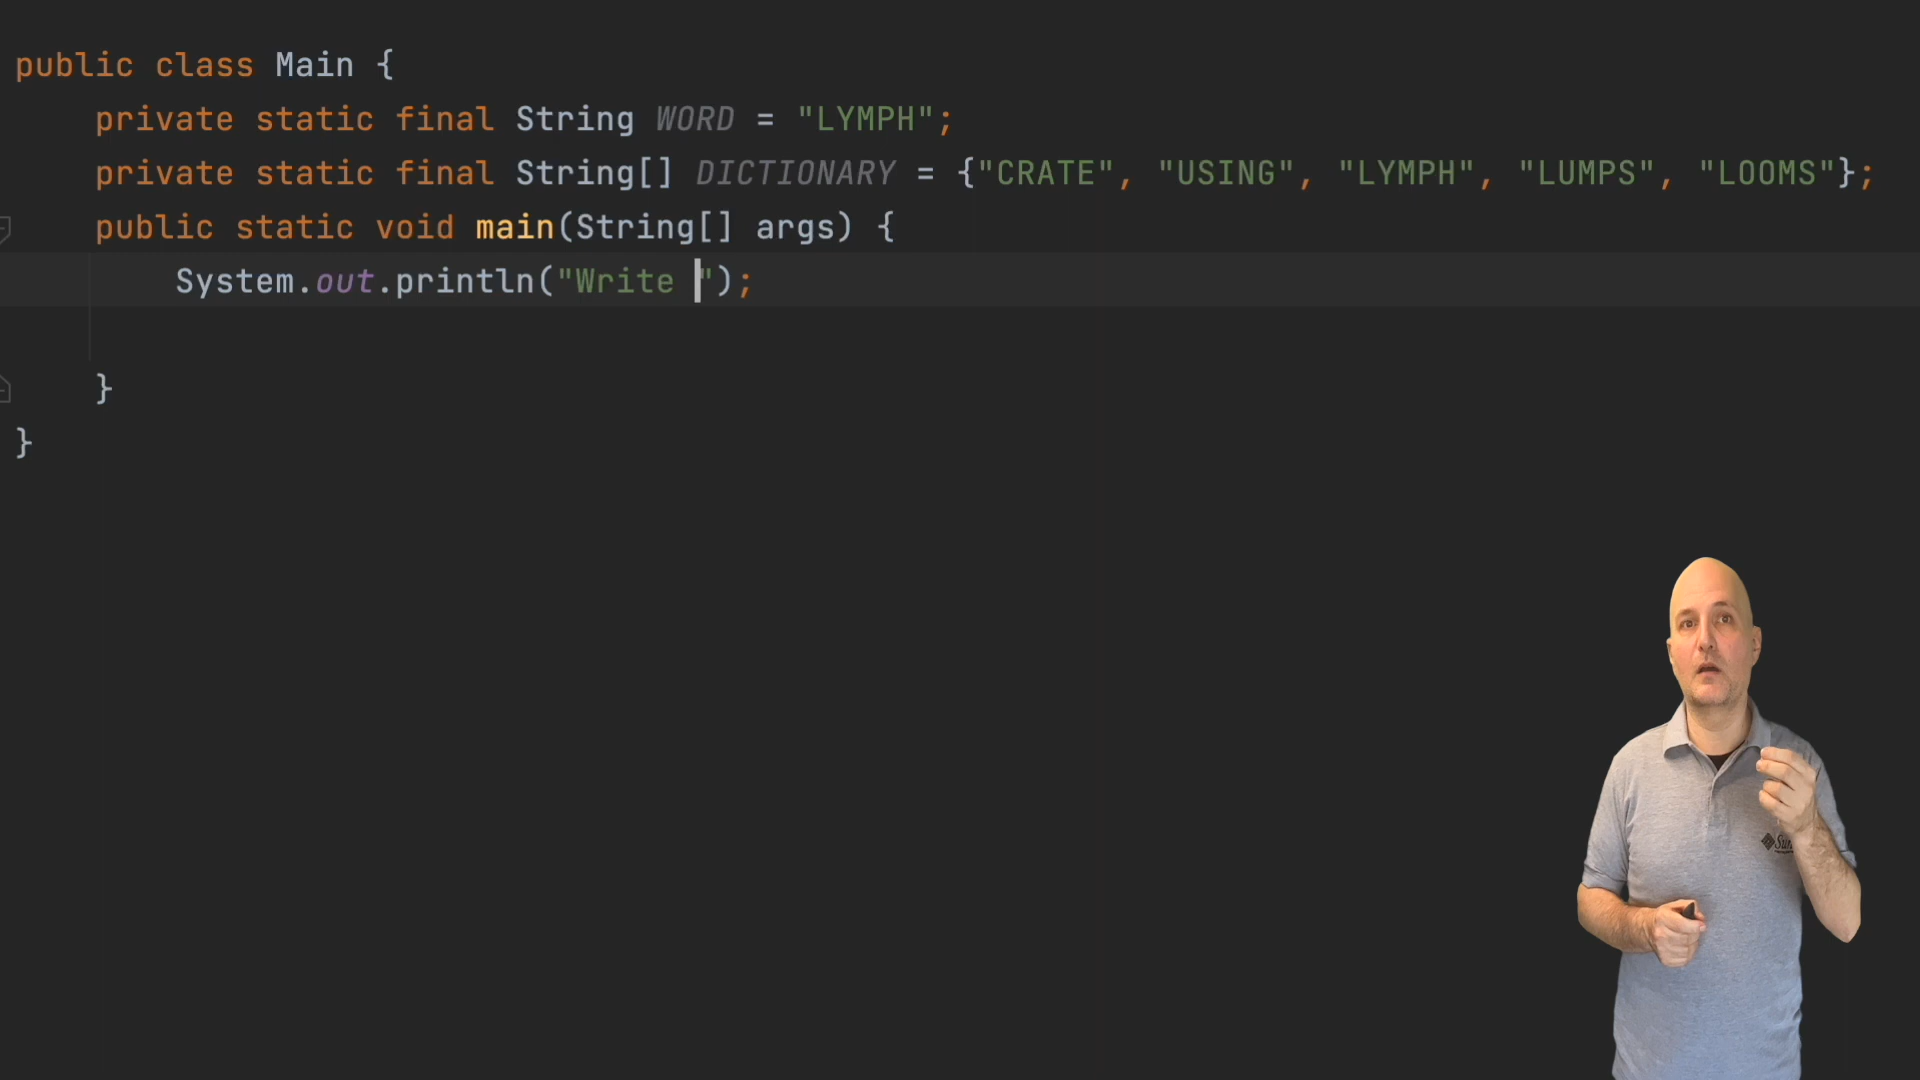 public class Main {
private static final String WORD = "LYMPH";
private static final String[] DICTIONARY = {"CRATE", "USING", "LYMPH", "LUMPS", "LOOMS"};
public static void main(String[] args) {
System.out.println("Write ");
}
}